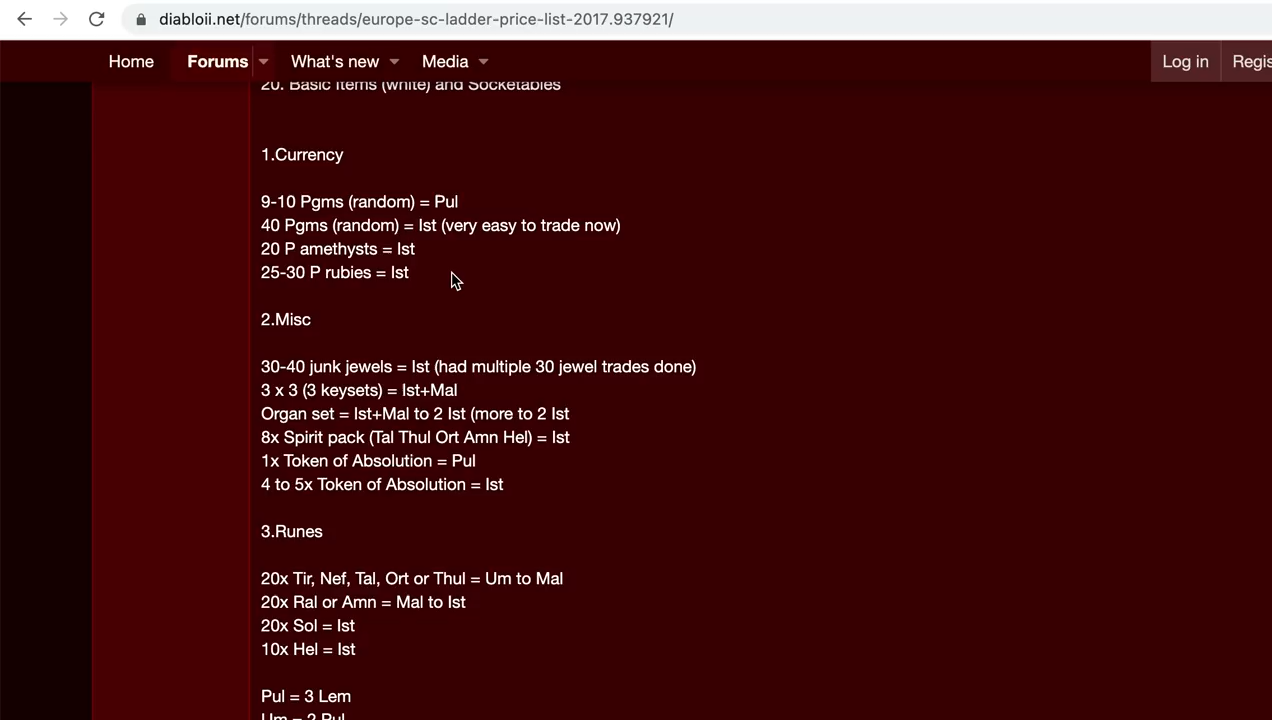 diabloii.net/forums/threads/europe-sc-ladder-price-list-2017.937921/
Home Forums What's new Media Log in Regis
20. Basic Items (white) and Socketables
1.Currency
9-10 Pgms (random) = Pul
40 Pgms (random) = Ist (very easy to trade now)
20 P amethysts = Ist
25-30 P rubies = Ist
2.Misc
30-40 junk jewels = Ist (had multiple 30 jewel trades done)
3 x 3 (3 keysets) = Ist+Mal
Organ set = Ist+Mal to 2 Ist (more to 2 Ist
8x Spirit pack (Tal Thul Ort Amn Hel) = Ist
1x Token of Absolution = Pul
4 to 5x Token of Absolution = Ist
3.Runes
20x Tir, Nef, Tal, Ort or Thul = Um to Mal
20x Ral or Amn = Mal to Ist
20x Sol = Ist
10x Hel = Ist
Pul = 3 Lem
Um = 2 Pul